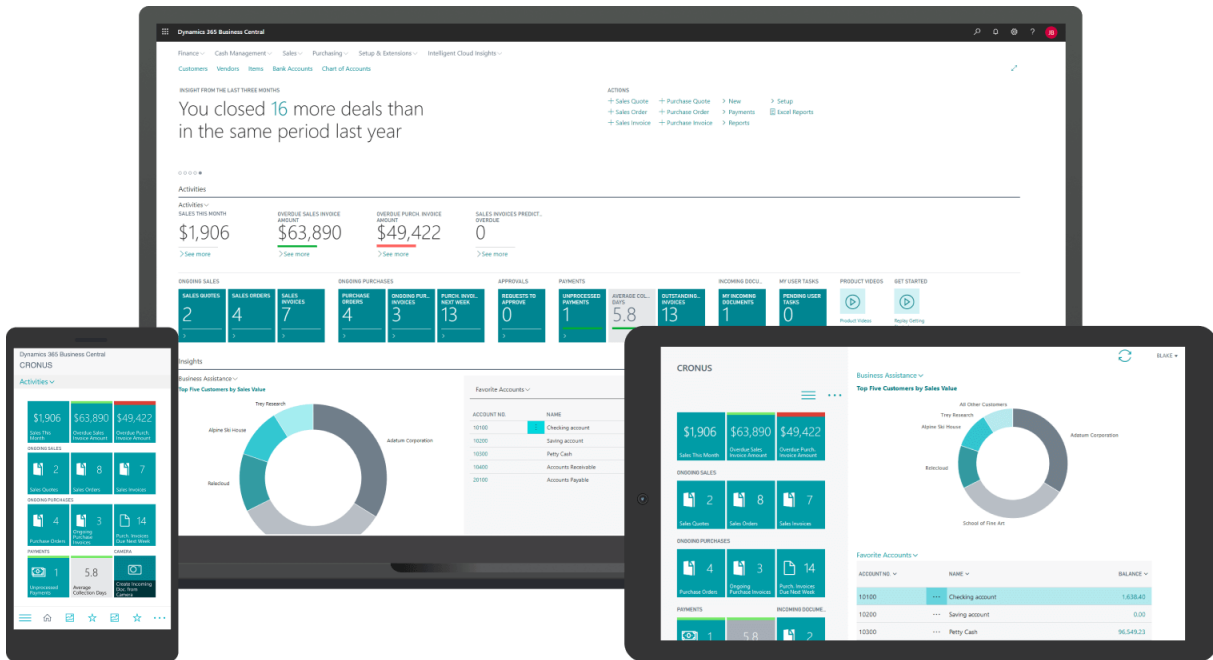 Dynamics 365 Business Central
JB
Finance Cash Management Sales Purchasing Setup & Extensions Intelligent Cloud Insights
Customers Vendors Items Bank Accounts Chart of Accounts
INSIGHT FROM THE LAST THREE MONTHS
You closed 16 more deals than
in the same period last year
ACTIONS
+ Sales Quote + Purchase Quote > New > Setup
+ Sales Order + Purchase Order > Payments Excel Reports
+ Sales Invoice + Purchase Invoice > Reports
Activities
Activities
SALES THIS MONTH
$1,906
>See more
OVERDUE SALES INVOICE
AMOUNT
$63,890
>See more
OVERDUE PURCH. INVOICE
AMOUNT
$49,422
>See more
SALES INVOICES PREDICT..
OVERDUE
0
>See more
ONGOING SALES
SALES QUOTES
2
SALES ORDERS
4
SALES
INVOICES
7
ONGOING PURCHASES
PURCHASE
ORDERS
4
ONGOING PUR..
INVOICES
3
PURCH. INVOI..
NEXT WEEK
13
APPROVALS
REQUESTS TO
APPROVE
0
PAYMENTS
UNPROCESSED
PAYMENTS
1
AVERAGE COL..
DAYS
5.8
OUTSTANDING..
INVOICES
13
INCOMING DOCU..
MY INCOMING
DOCUMENTS
1
MY USER TASKS
PENDING USER
TASKS
0
PRODUCT VIDEOS
Product Videos
GET STARTED
Replay Getting
Insights
Business Assistance
Top Five Customers by Sales Value
Trey Research
Alpine Ski House
Adatum Corporation
Relecloud
Favorite Accounts
ACCOUNT NO. NAME
10100 Checking account
10200 Saving account
10300 Petty Cash
10400 Accounts Receivable
20100 Accounts Payable
Dynamics 365 Business Central
CRONUS
Activities
$1,906
Sales This
Month
$63,890
Overdue Sales
Invoice Amount
$49,422
Overdue Purch.
Invoice Amount
ONGOING SALES
2
Sales Quotes
8
Sales Orders
7
Sales Invoices
ONGOING PURCHASES
4
Purchase Orders
3
Ongoing
Purchase
Invoices
14
Purch. Invoices
Due Next Week
PAYMENTS
1
Unprocessed
Payments
5.8
Average
Collection Days
CAMERA
Create Incoming
Doc. from
Camera
CRONUS
$1,906
Sales This Month
$63,890
Overdue Sales
Invoice Amount
$49,422
Overdue Purch.
Invoice Amount
ONGOING SALES
2
Sales Quotes
8
Sales Orders
7
Sales Invoices
ONGOING PURCHASES
4
Purchase Orders
3
Ongoing
Purchase Invoices
14
Purch. Invoices
Due Next Week
PAYMENTS
1
5.8
INCOMING DOCUME..
2
BLAKE
Business Assistance
Top Five Customers by Sales Value
All Other Customers
Trey Research
Alpine Ski House
Adatum Corporation
Relecloud
School of Fine Art
Favorite Accounts
ACCOUNT NO. NAME BALANCE
10100 Checking account 1,638.40
10200 Saving account 0.00
10300 Petty Cash 96,549.23